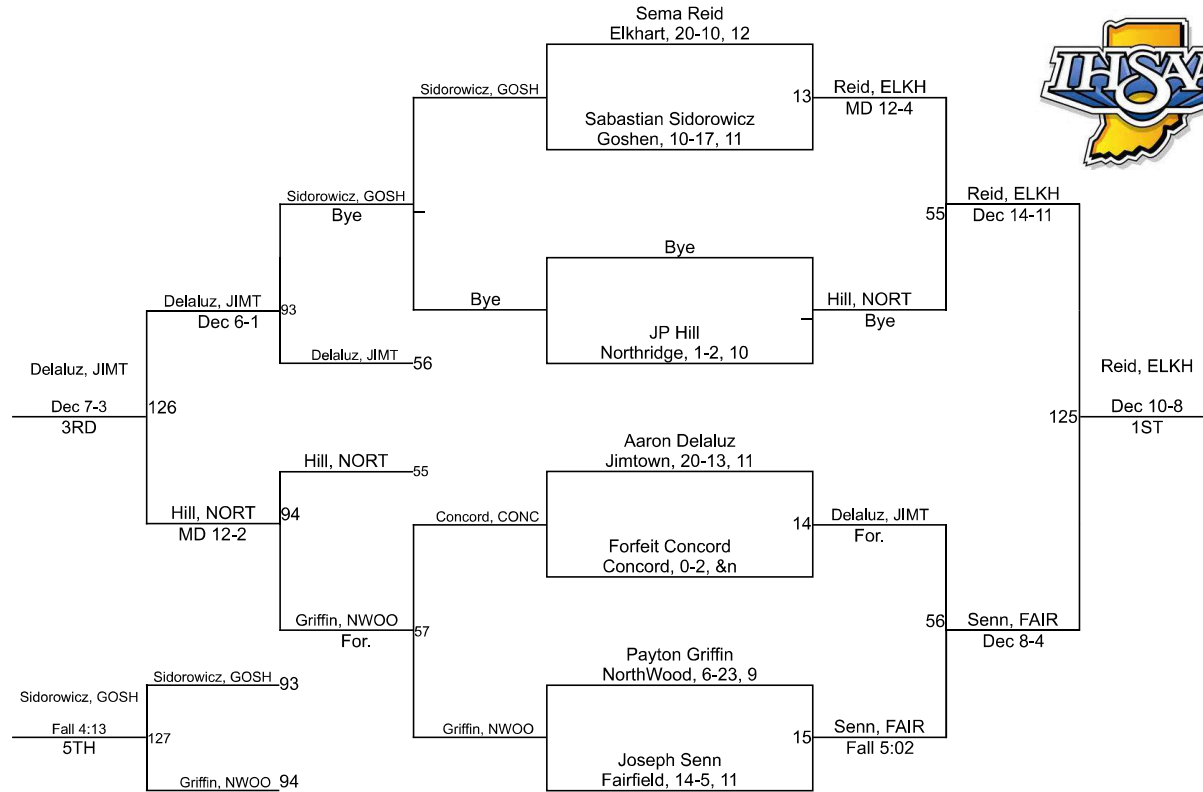 Sema Reid
Elkhart, 20-10, 12
IHSAA
Sidorowicz, GOSH
13
Reid, ELKH
MD 12-4
Sabastian Sidorowicz
Goshen, 10-17, 11
Sidorowicz, GOSH
Bye
55
Reid, ELKH
Dec 14-11
Bye
Delaluz, JIMT
Dec 6-1
93
Bye
Hill, NORT
Bye
JP Hill
Northridge, 1-2, 10
Delaluz, JIMT
56
Delaluz, JIMT
Dec 7-3
3RD
126
Reid, ELKH
125
Dec 10-8
1ST
Aaron Delaluz
Jimtown, 20-13, 11
Hill, NORT
55
Hill, NORT
MD 12-2
94
Concord, CONC
14
Delaluz, JIMT
For.
Forfeit Concord
Concord, 0-2, &n
Griffin, NWOO
For.
57
56
Senn, FAIR
Dec 8-4
Payton Griffin
NorthWood, 6-23, 9
Sidorowicz, GOSH
Sidorowicz, GOSH
93
Fall 4:13
5TH
127
Griffin, NWOO
15
Senn, FAIR
Fall 5:02
Joseph Senn
Fairfield, 14-5, 11
Griffin, NWOO
94